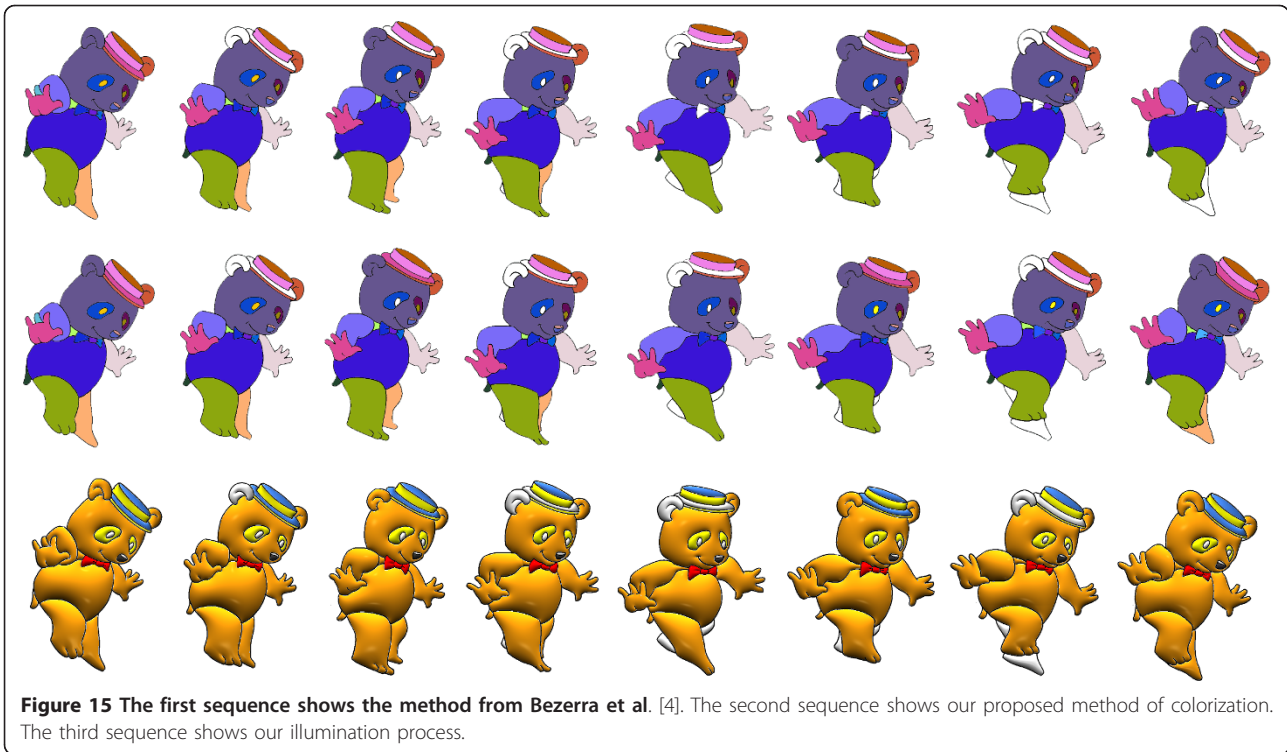 Figure 15 The first sequence shows the method from Bezerra et al. [4]. The second sequence shows our proposed method of colorization.
The third sequence shows our illumination process.